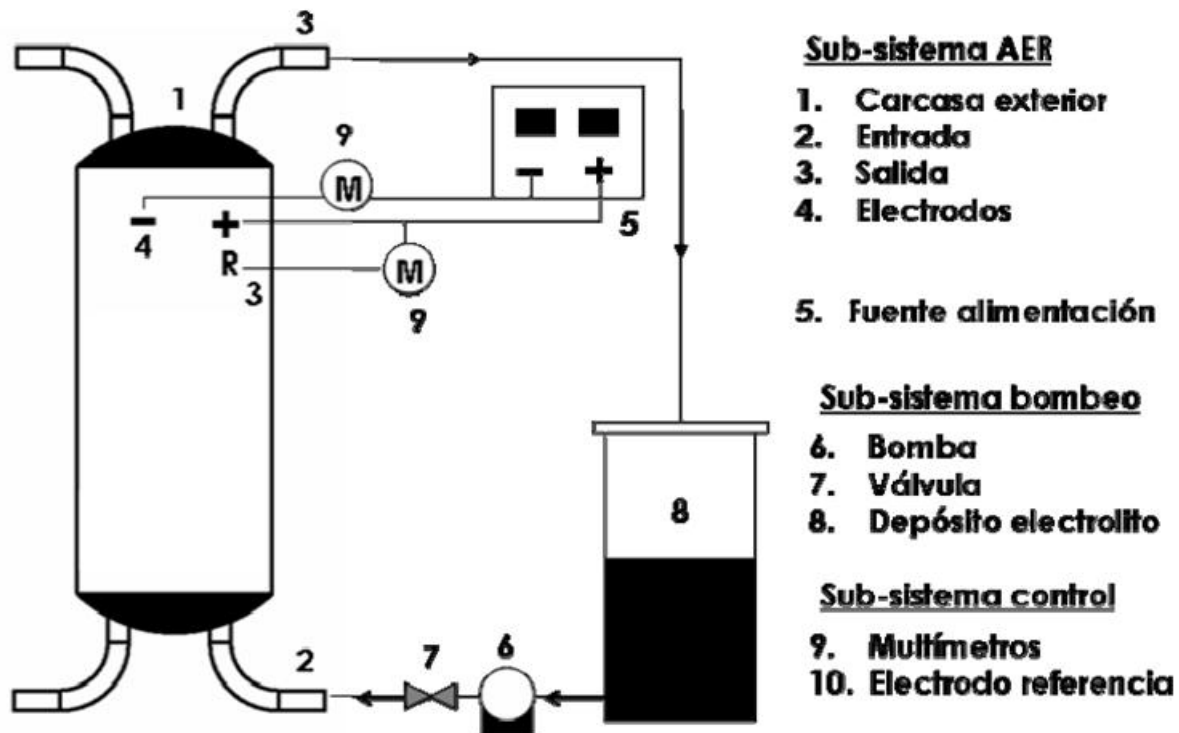 3
1
9
M
- +
- +
4
5
R
M
3
9
8
2
7
6
Sub-sistema AER
1. Carcasa exterior
2. Entrada
3. Salida
4. Electrodos
5. Fuente alimentación
Sub-sistema bombeo
6. Bomba
7. Válvula
8. Depósito electrolito
Sub-sistema control
9. Multímetros
10. Electrodo referencia